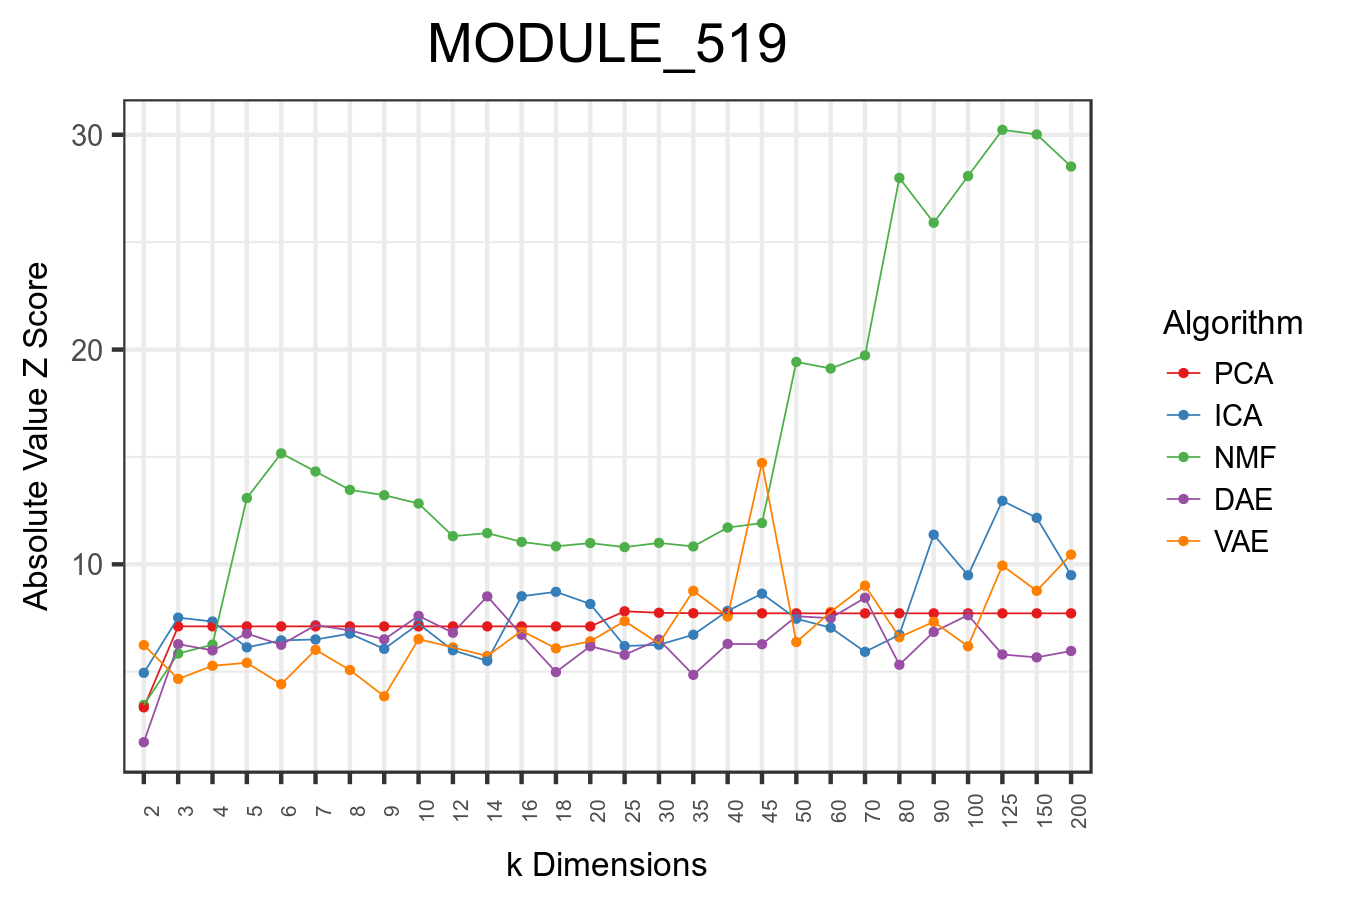 MODULE_519
Absolute Value Z Score
30
20
10
2 3 4 5 6 7 8 9 10 12 14 16 18 20 25 30 35 40 45 50 60 70 80 90 100 125 150 200
k Dimensions
Algorithm
PCA
ICA
NMF
DAE
VAE